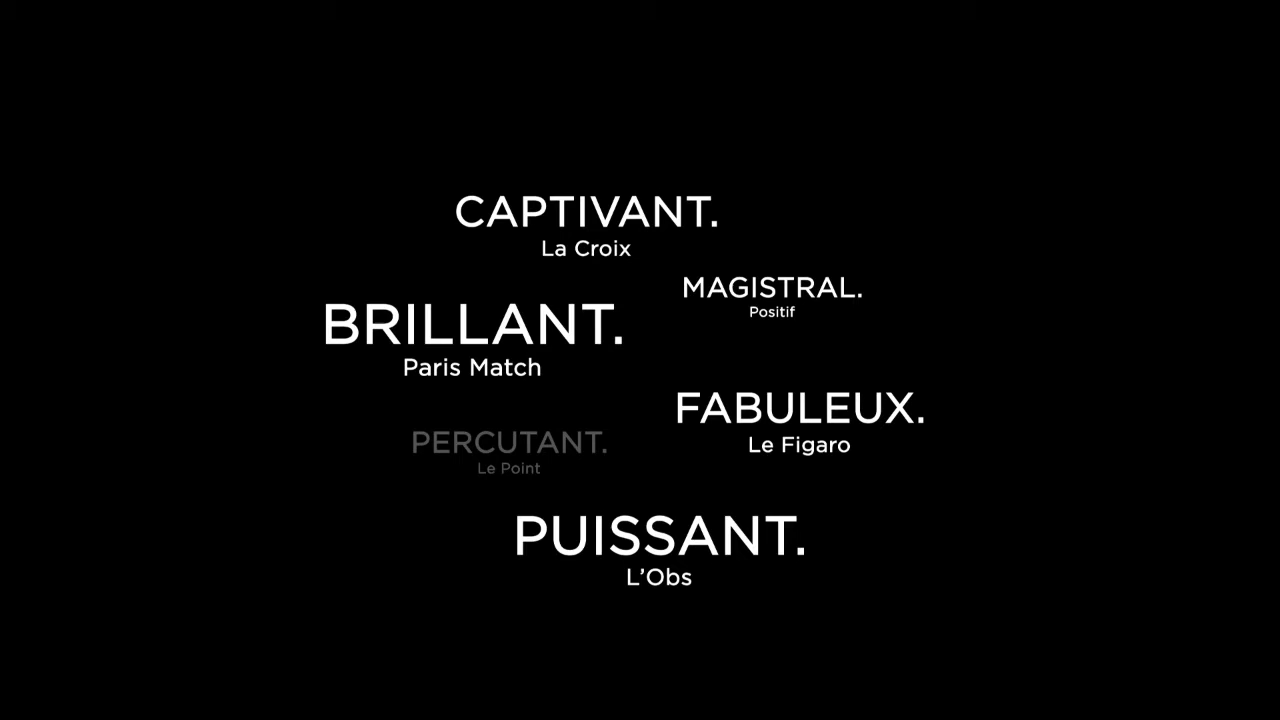 CAPTIVANT.
La Croix
MAGISTRAL.
Positif
BRILLANT.
Paris Match
FABULEUX.
Le Figaro
PERCUTANT.
Le Point
PUISSANT.
L’Obs